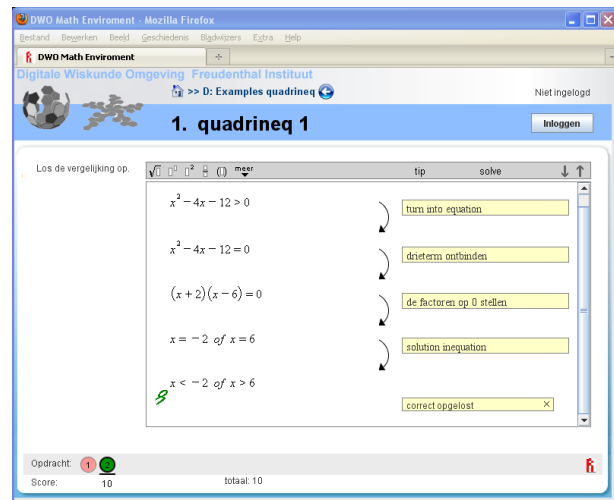 DWO Math Enviroment - Mozilla Firefox
Bestand Bewerken Beeld Geschiedenis Bladwijzers Extra Help
DWO Math Enviroment
Digitale Wiskunde Omgeving Freudenthal Instituut
>> D: Examples quadrineq
Niet ingelogd
1. quadrineq 1
Inloggen
Los de vergelijking op.
meer
tip solve
x² − 4x − 12 > 0
turn into equation
x² − 4x − 12 = 0
drieterm ontbinden
(x + 2)(x − 6) = 0
de factoren op 0 stellen
x = −2 of x = 6
solution inequation
x < −2 of x > 6
correct opgelost
Opdracht: 1 2
Score: 10 totaal: 10